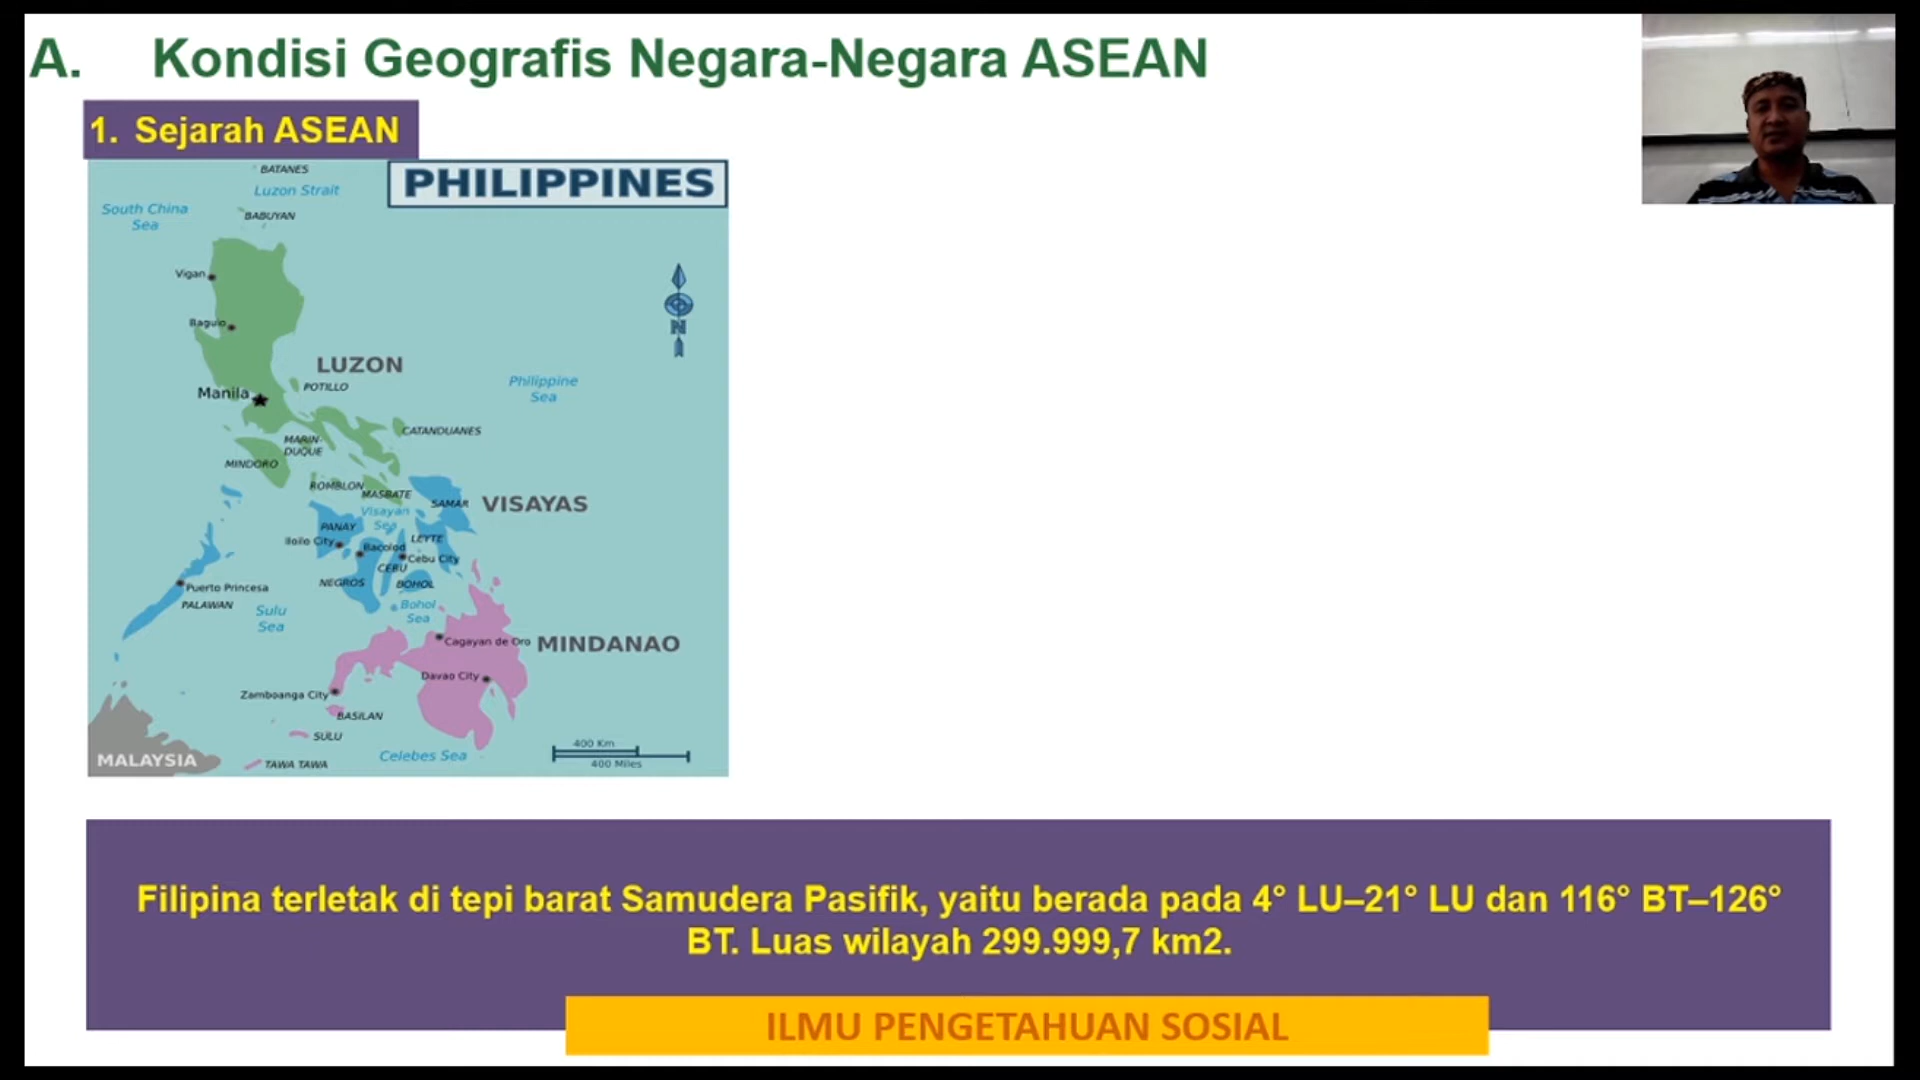 A. Kondisi Geografis Negara-Negara ASEAN
1. Sejarah ASEAN
PHILIPPINES
BATANES
Luzon Strait
South China
Sea
BABUYAN
Vigan
Baguio
LUZON
POTILLO
Manila
Philippine
Sea
N
CATANDUANES
MARIN-
DUQUE
MINDORO
ROMBLON
MASBATE
SAMAR
VISAYAS
Visayan
Sea
PANAY
Iloilo City
Bacolod
LEYTE
Cebu City
CEBU
NEGROS
BOHOL
Puerto Princesa
PALAWAN
Sulu
Sea
Bohol
Sea
Cagayan de Oro
MINDANAO
Davao City
Zamboanga City
BASILAN
SULU
TAWA TAWA
Celebes Sea
MALAYSIA
400 Km
400 Miles
Filipina terletak di tepi barat Samudera Pasifik, yaitu berada pada 4° LU–21° LU dan 116° BT–126°
BT. Luas wilayah 299.999,7 km2.
ILMU PENGETAHUAN SOSIAL